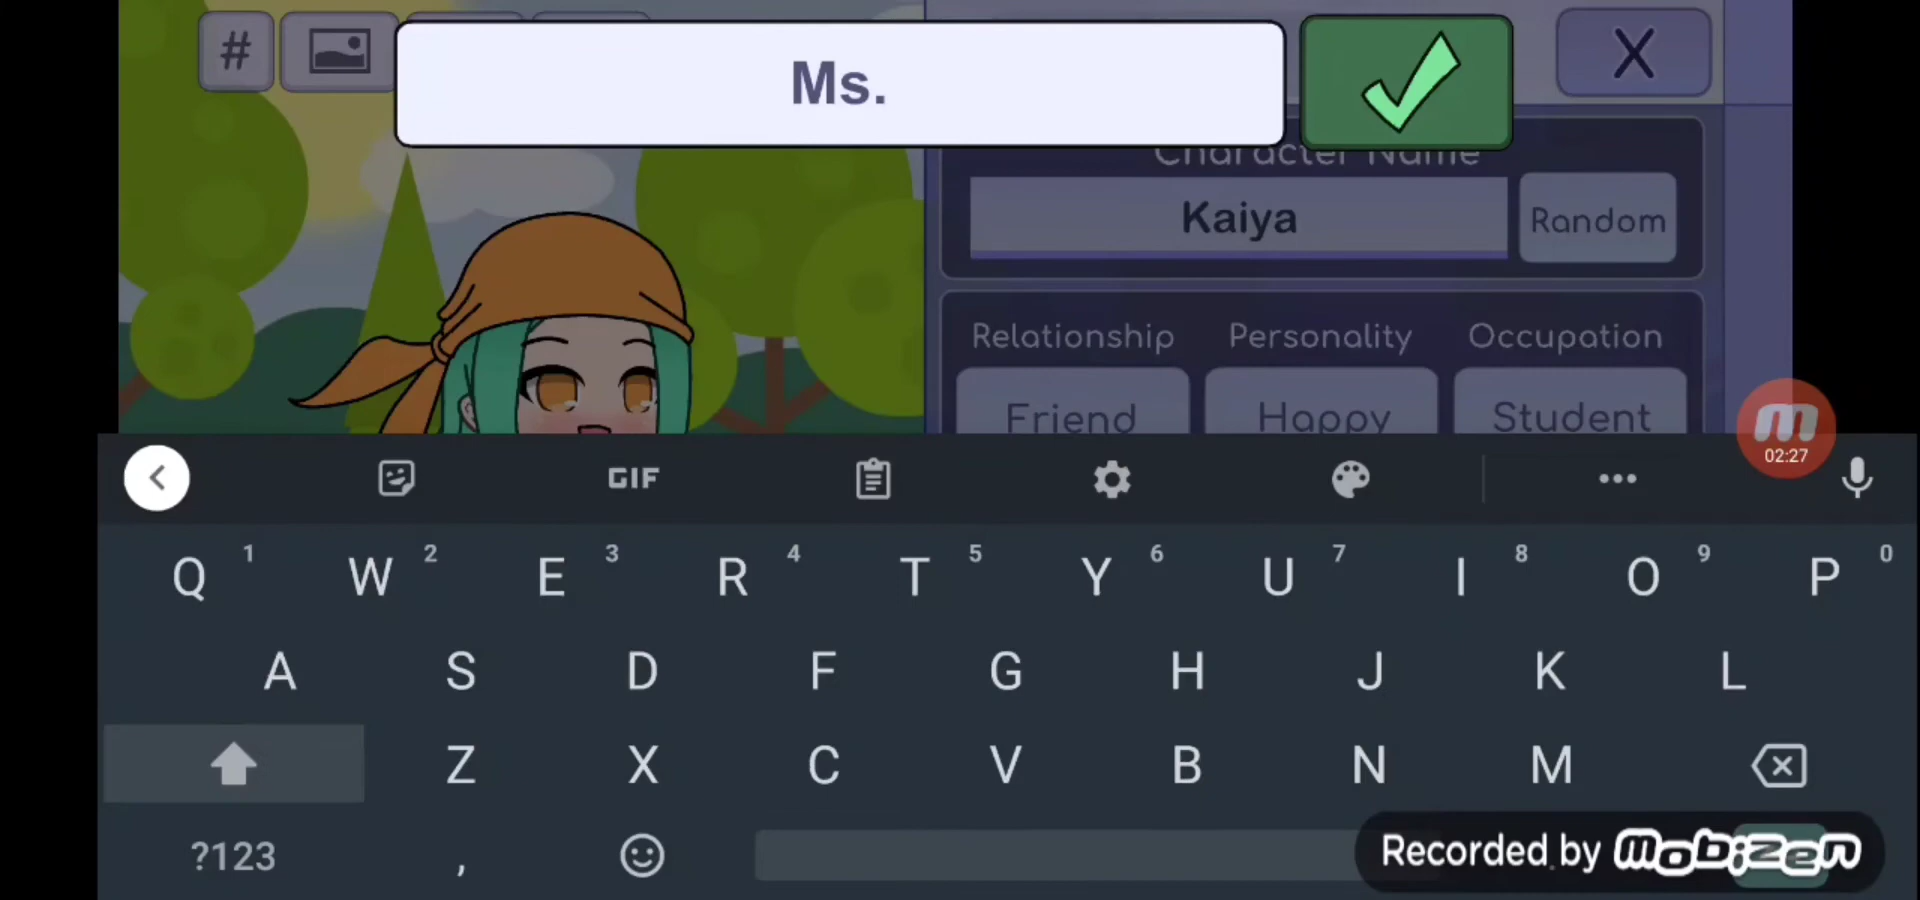 #
Ms.
X
Character Name
Kaiya
Random
Relationship Personality Occupation
Friend Happy Student
02:27
GIF
Q 1 W 2 E 3 R 4 T 5 Y 6 U 7 I 8 O 9 P 0
A S D F G H J K L
Z X C V B N M
?123 ,
Recorded by mobizen